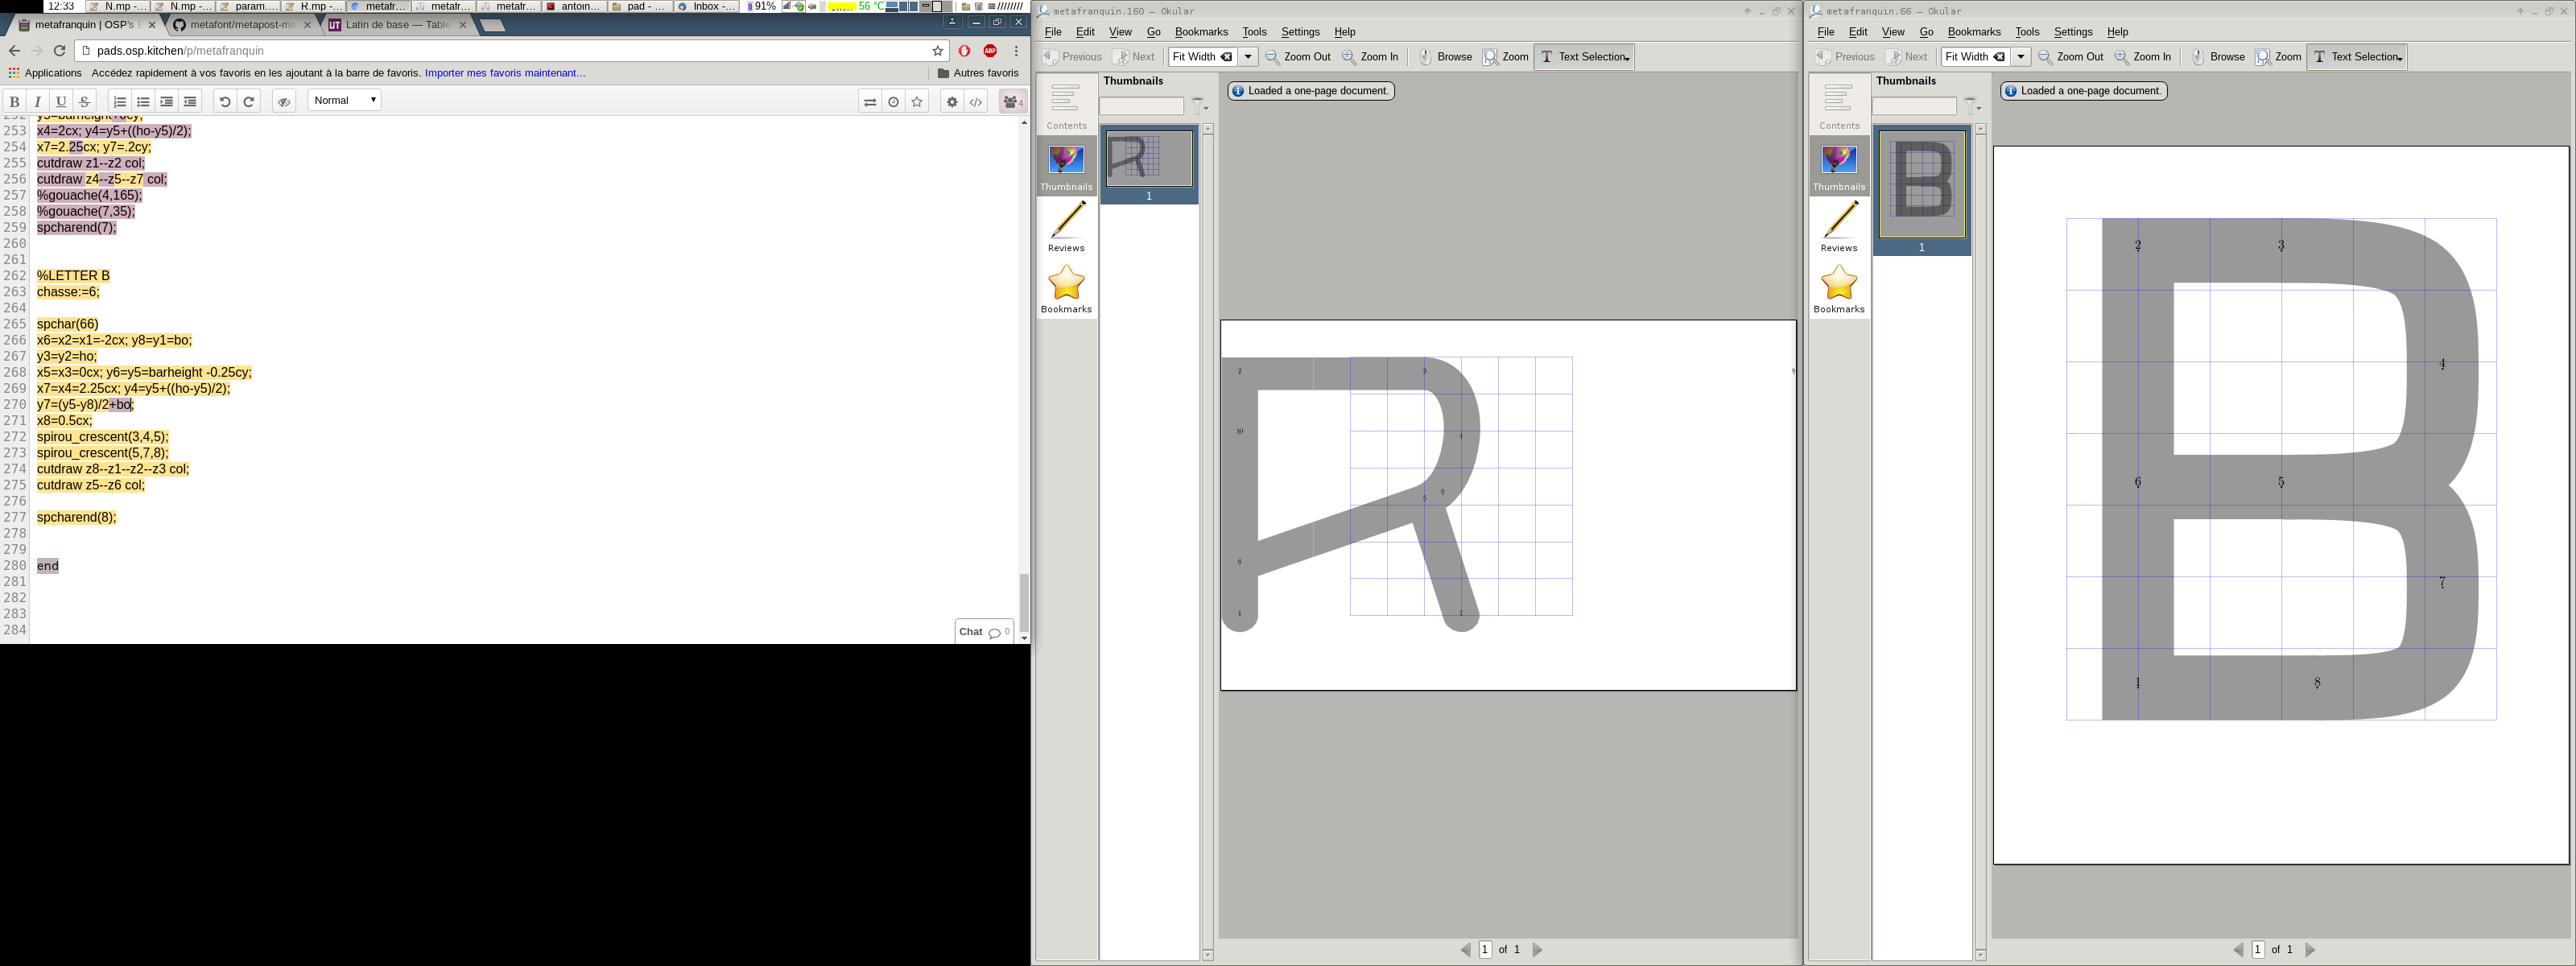 12:33 N.mp -... N.mp -... param.... R.mp -... metafr... metafr... metafr... antoin... pad - ... Inbox -... 91% 56 °C
metafranquin | OSP's metafont/metapost-me Latin de base — Table
pads.osp.kitchen/p/metafranquin
Applications Accédez rapidement à vos favoris en les ajoutant à la barre de favoris. Importer mes favoris maintenant... Autres favoris
B I U S Normal 4
253 x4=2cx; y4=y5+((ho-y5)/2);
254 x7=2.25cx; y7=.2cy;
255 cutdraw z1--z2 col;
256 cutdraw z4--z5--z7 col;
257 %gouache(4,165);
258 %gouache(7,35);
259 spcharend(7);
260
261
262 %LETTER B
263 chasse:=6;
264
265 spchar(66)
266 x6=x2=x1=-2cx; y8=y1=bo;
267 y3=y2=ho;
268 x5=x3=0cx; y6=y5=barheight -0.25cy;
269 x7=x4=2.25cx; y4=y5+((ho-y5)/2);
270 y7=(y5-y8)/2+bo;
271 x8=0.5cx;
272 spirou_crescent(3,4,5);
273 spirou_crescent(5,7,8);
274 cutdraw z8--z1--z2--z3 col;
275 cutdraw z5--z6 col;
276
277 spcharend(8);
278
279
280 end
281
282
283
284
Chat 0
metafranquin.160 — Okular
File Edit View Go Bookmarks Tools Settings Help
Previous Next Fit Width Zoom Out Zoom In Browse Zoom Text Selection
Contents
Thumbnails
Reviews
Bookmarks
Thumbnails
1
Loaded a one-page document.
2 3
10
6
1 7
1 of 1
metafranquin.66 — Okular
File Edit View Go Bookmarks Tools Settings Help
Previous Next Fit Width Zoom Out Zoom In Browse Zoom Text Selection
Contents
Thumbnails
Reviews
Bookmarks
Thumbnails
1
Loaded a one-page document.
2 3
4
6 5
7
1 8
1 of 1